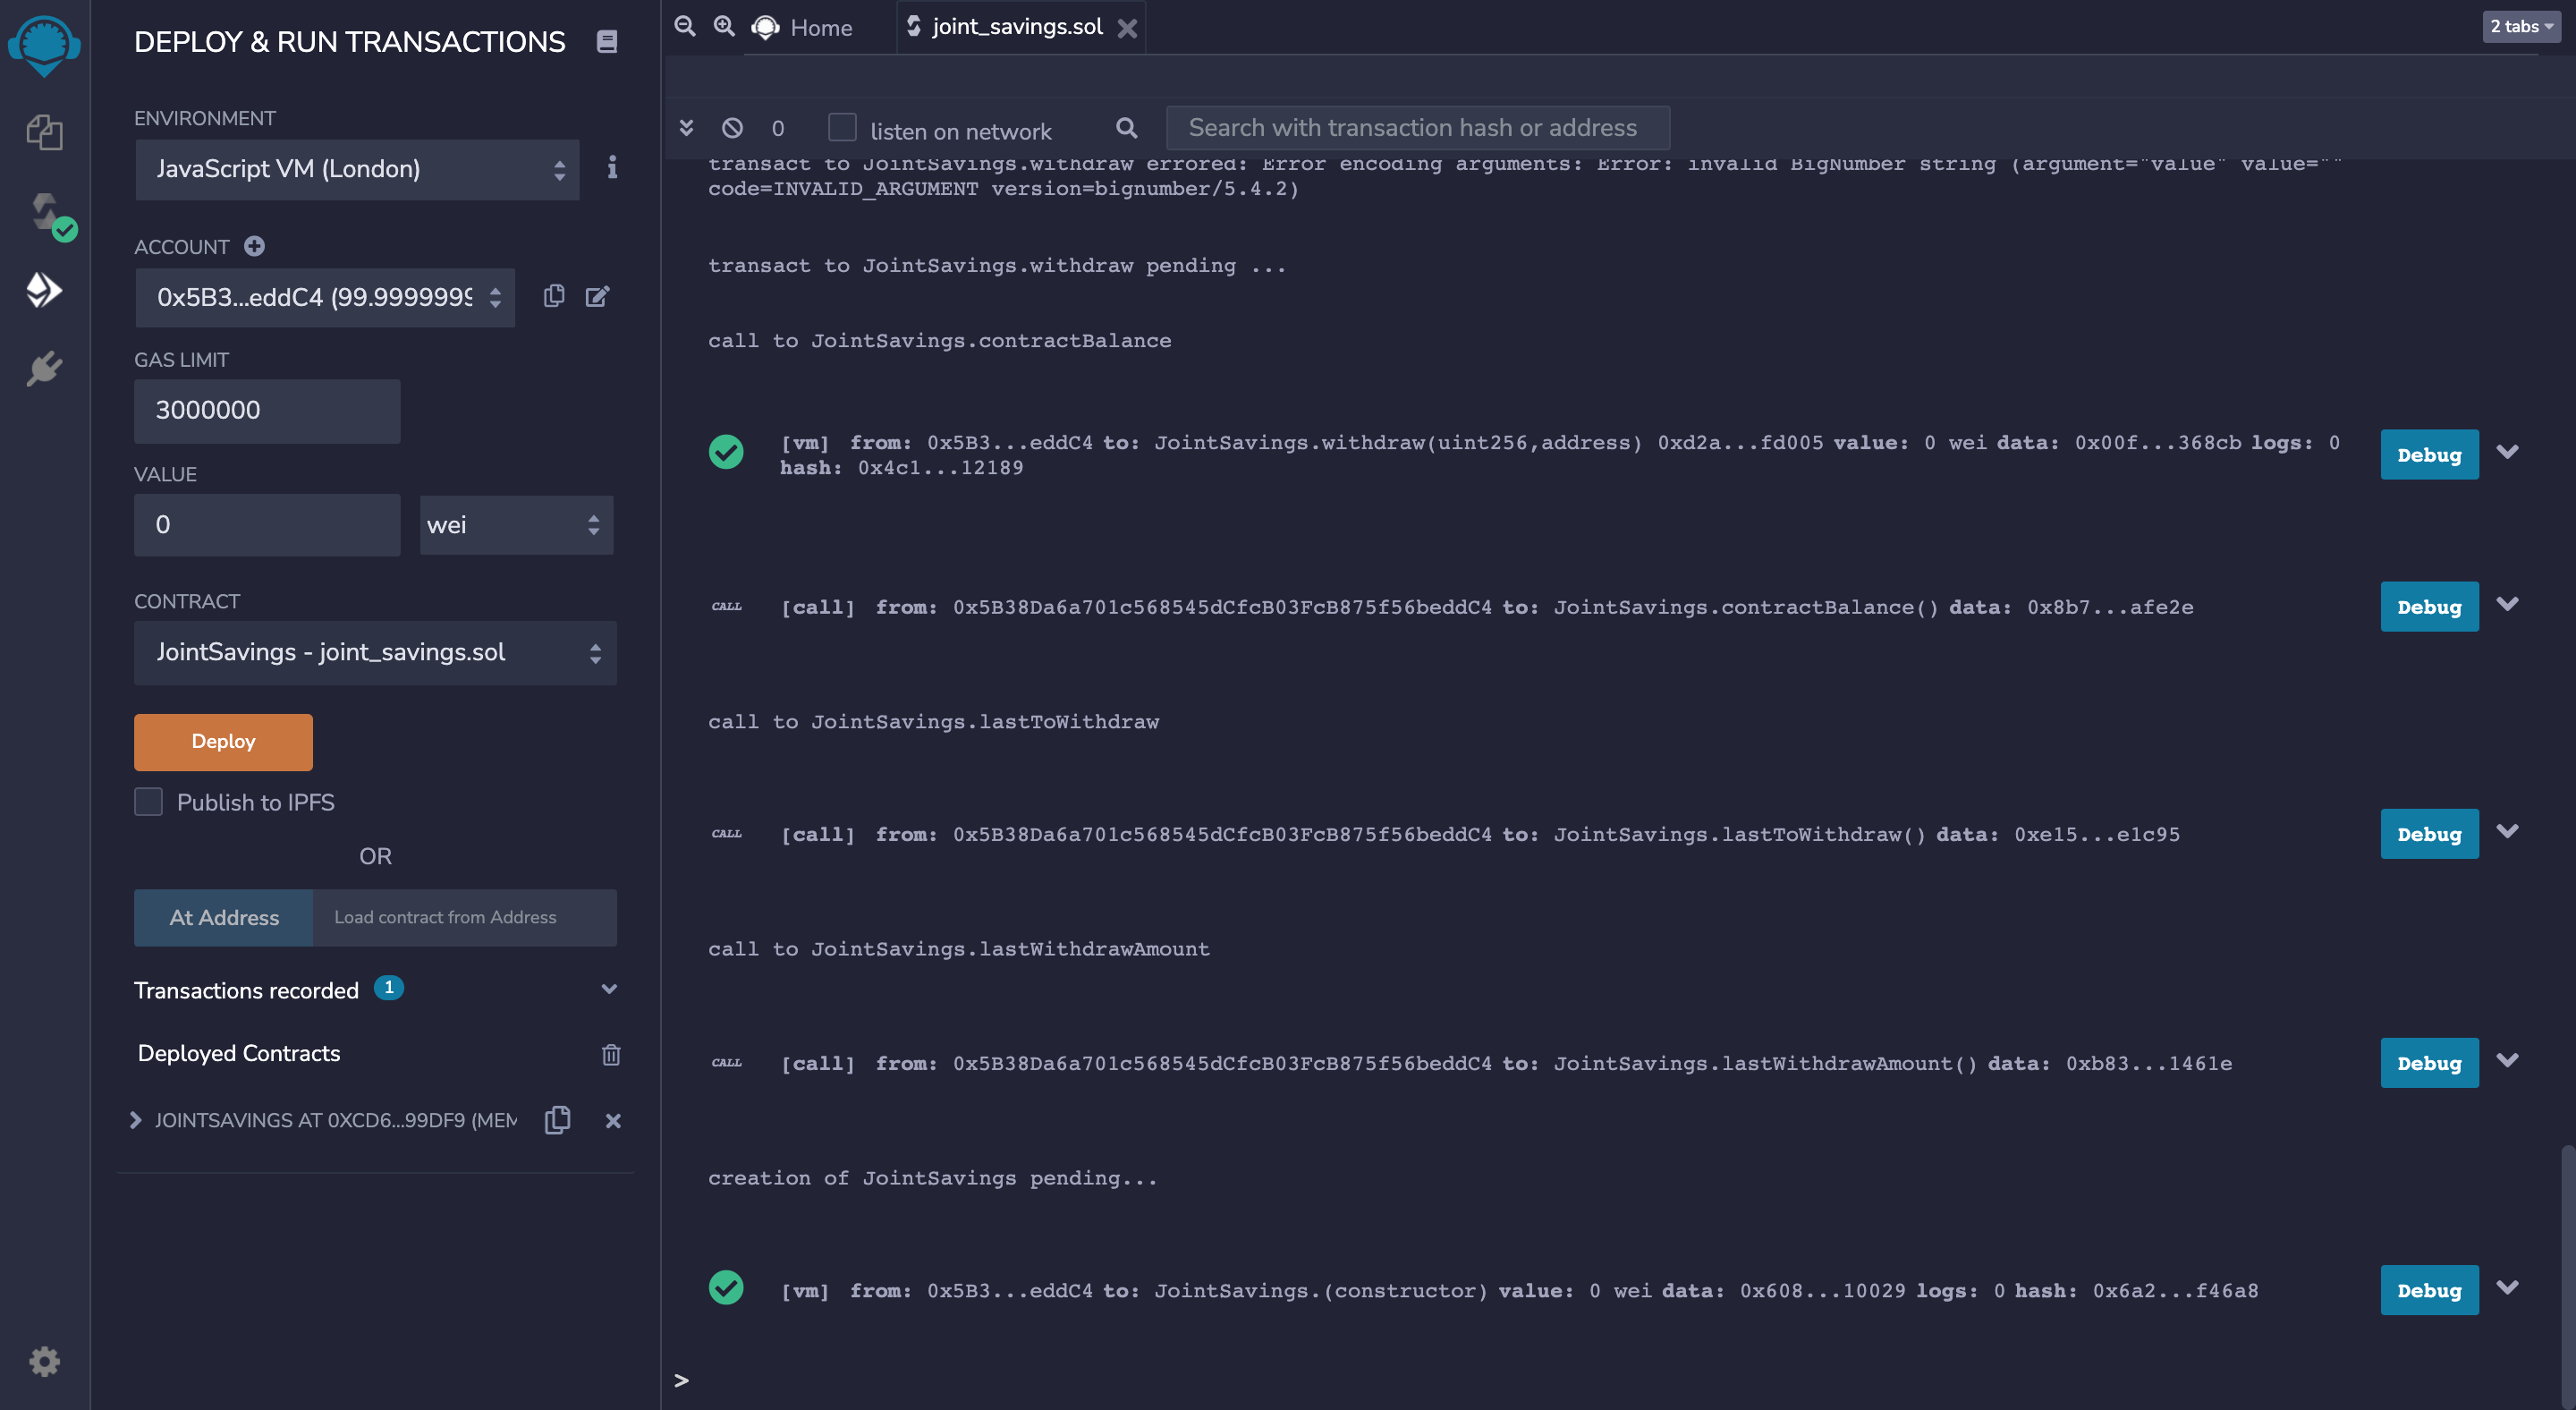 DEPLOY & RUN TRANSACTIONS
ENVIRONMENT
JavaScript VM (London)
ACCOUNT
0x5B3...eddC4 (99.9999999
GAS LIMIT
3000000
VALUE
0
wei
CONTRACT
JointSavings - joint_savings.sol
Deploy
Publish to IPFS
OR
At Address
Load contract from Address
Transactions recorded 1
Deployed Contracts
JOINTSAVINGS AT 0XCD6...99DF9 (MEM
Home
joint_savings.sol
2 tabs
0
listen on network
Search with transaction hash or address
transact to JointSavings.withdraw errored: Error encoding arguments: Error: invalid BigNumber string (argument="value" value=""
code=INVALID_ARGUMENT version=bignumber/5.4.2)
transact to JointSavings.withdraw pending ...
call to JointSavings.contractBalance
[vm] from: 0x5B3...eddC4 to: JointSavings.withdraw(uint256,address) 0xd2a...fd005 value: 0 wei data: 0x00f...368cb logs: 0
hash: 0x4c1...12189
Debug
CALL [call] from: 0x5B38Da6a701c568545dCfcB03FcB875f56beddC4 to: JointSavings.contractBalance() data: 0x8b7...afe2e
Debug
call to JointSavings.lastToWithdraw
CALL [call] from: 0x5B38Da6a701c568545dCfcB03FcB875f56beddC4 to: JointSavings.lastToWithdraw() data: 0xe15...e1c95
Debug
call to JointSavings.lastWithdrawAmount
CALL [call] from: 0x5B38Da6a701c568545dCfcB03FcB875f56beddC4 to: JointSavings.lastWithdrawAmount() data: 0xb83...1461e
Debug
creation of JointSavings pending...
[vm] from: 0x5B3...eddC4 to: JointSavings.(constructor) value: 0 wei data: 0x608...10029 logs: 0 hash: 0x6a2...f46a8
Debug
>